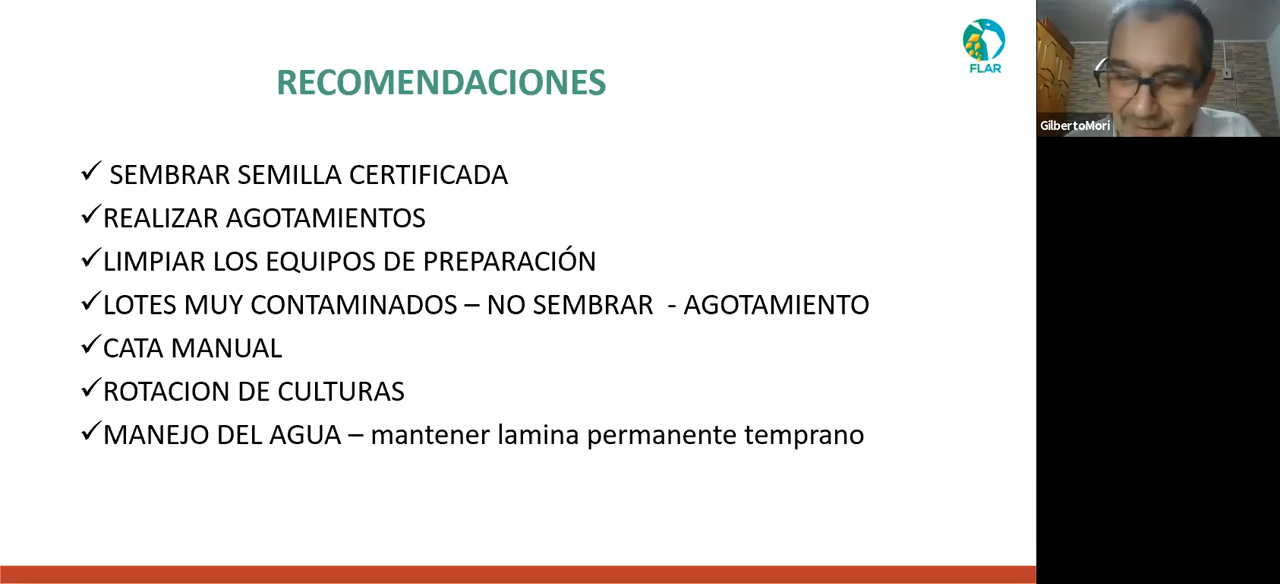 FLAR
RECOMENDACIONES
GilbertoMori
✓ SEMBRAR SEMILLA CERTIFICADA
✓REALIZAR AGOTAMIENTOS
✓LIMPIAR LOS EQUIPOS DE PREPARACIÓN
✓LOTES MUY CONTAMINADOS – NO SEMBRAR - AGOTAMIENTO
✓CATA MANUAL
✓ROTACION DE CULTURAS
✓MANEJO DEL AGUA – mantener lamina permanente temprano